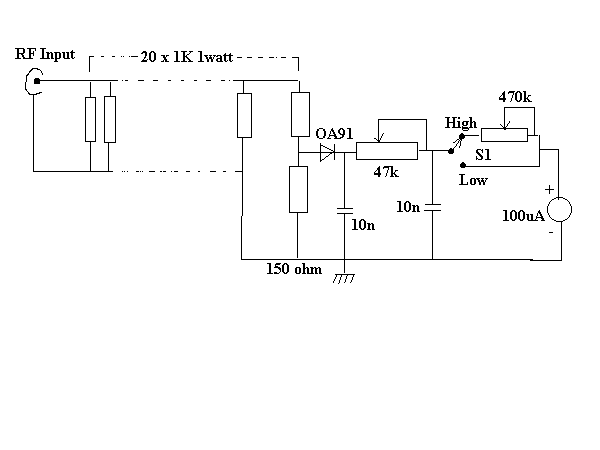 RF Input
20 x 1K 1watt
OA91
47k
10n
10n
150 ohm
High
S1
Low
470k
100uA
+
-